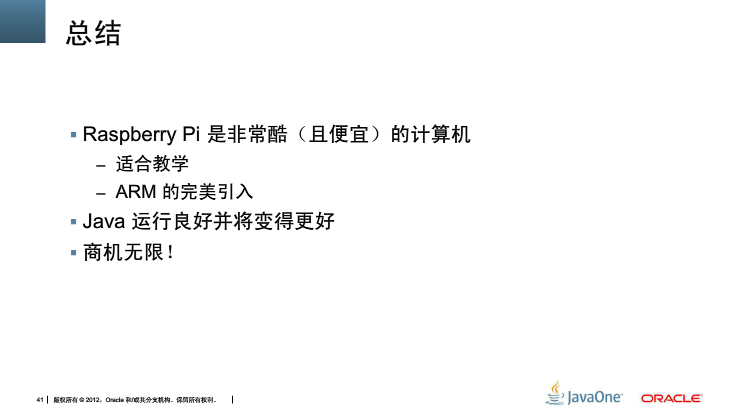 总结
▪ Raspberry Pi 是非常酷（且便宜）的计算机
– 适合教学
– ARM 的完美引入
▪ Java 运行良好并将变得更好
▪ 商机无限！
41 | 版权所有 © 2012，Oracle 和/或其分支机构。保留所有权利。 |
JavaOne™
ORACLE®